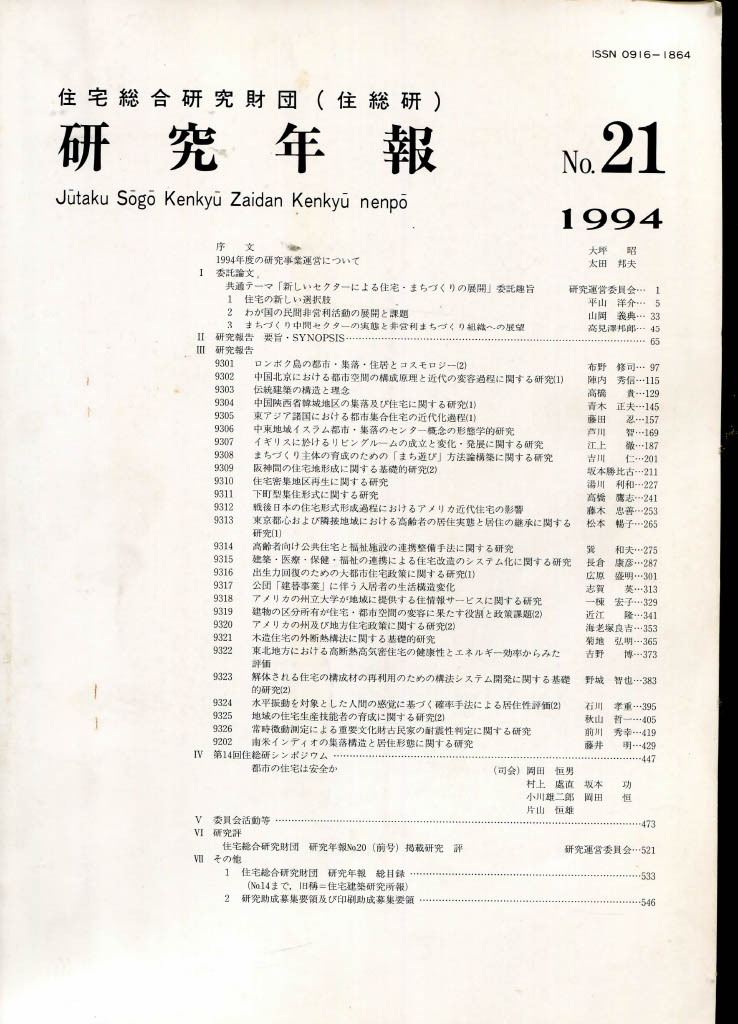 ISSN 0916-1864
住宅総合研究財団(住総研)
研究年報 No.21
Jūtaku Sōgō Kenkyū Zaidan Kenkyū nenpō
1994
序 文 大坪 昭
1994年度の研究事業運営について 太田 邦夫
I 委託論文
共通テーマ「新しいセクターによる住宅・まちづくりの展開」委託趣旨 研究運営委員会… 1
1 住宅の新しい選択肢 平山 洋介… 5
2 わが国の民間非営利活動の展開と課題 山岡 義典… 33
3 まちづくり中間セクターの実態と非営利まちづくり組織への展望 高見澤邦郎… 45
II 研究報告 要旨・SYNOPSIS… 65
III 研究報告
9301 ロンボク島の都市・集落・住居とコスモロジー(2) 布野 修司… 97
9302 中国北京における都市空間の構成原理と近代の変容過程に関する研究(1) 陣内 秀信…115
9303 伝統建築の構造と理念 高橋 貴…129
9304 中国陝西省韓城地区の集落及び住宅に関する研究(1) 青木 正夫…145
9305 東アジア諸国における都市集合住宅の近代化過程(1) 藤田 忍…157
9306 中東地域イスラム都市・集落のセンター概念の形態学的研究 芦川 智…169
9307 イギリスに於けるリビングルームの成立と変化・発展に関する研究 江上 徹…187
9308 まちづくり主体の育成のための「まち遊び」方法論構築に関する研究 吉川 仁…201
9309 阪神間の住宅地形成に関する基礎的研究(2) 坂本勝比古…211
9310 住宅密集地区再生に関する研究 湯川 利和…227
9311 下町型集住形式に関する研究 高橋 鷹志…241
9312 戦後日本の住宅形式形成過程におけるアメリカ近代住宅の影響 藤木 忠善…253
9313 東京都心および隣接地域における高齢者の居住実態と居住の継承に関する 松本 暢子…265
研究(1)
9314 高齢者向け公共住宅と福祉施設の連携整備手法に関する研究 巽 和夫…275
9315 建築・医療・保健・福祉の連携による住宅改造のシステム化に関する研究 長倉 康彦…287
9316 出生力回復のための大都市住宅政策に関する研究(1) 広原 盛明…301
9317 公団「建替事業」に伴う入居者の生活構造変化 志賀 英…313
9318 アメリカの州立大学が地域に提供する住情報サービスに関する研究 一棟 宏子…329
9319 建物の区分所有が住宅・都市空間の変容に果たす役割と政策課題(2) 近江 隆…341
9320 アメリカの州及び地方住宅政策に関する研究(2) 海老塚良吉…353
9321 木造住宅の外断熱構法に関する基礎的研究 菊地 弘明…365
9322 東北地方における高断熱高気密住宅の健康性とエネルギー効率からみた 吉野 博…373
評価
9323 解体される住宅の構成材の再利用のための構法システム開発に関する基礎 野城 智也…383
的研究(2)
9324 水平振動を対象とした人間の感覚に基づく確率手法による居住性評価(2) 石川 孝重…395
9325 地域の住宅生産技能者の育成に関する研究(2) 秋山 哲一…405
9326 常時微動測定による重要文化財古民家の耐震性判定に関する研究 前川 秀幸…419
9202 南米インディオの集落構造と居住形態に関する研究 藤井 明…429
IV 第14回住総研シンポジウム …447
都市の住宅は安全か (司会) 岡田 恒男
村上 處直 坂本 功
小川雄二郎 岡田 恒
片山 恒雄
V 委員会活動等 …473
VI 研究評
住宅総合研究財団 研究年報No.20(前号)掲載研究 評 研究運営委員会…521
VII その他
1 住宅総合研究財団 研究年報 総目録 …533
(No.14まで,旧稱=住宅建築研究所報)
2 研究助成募集要領及び印刷助成募集要領 …546